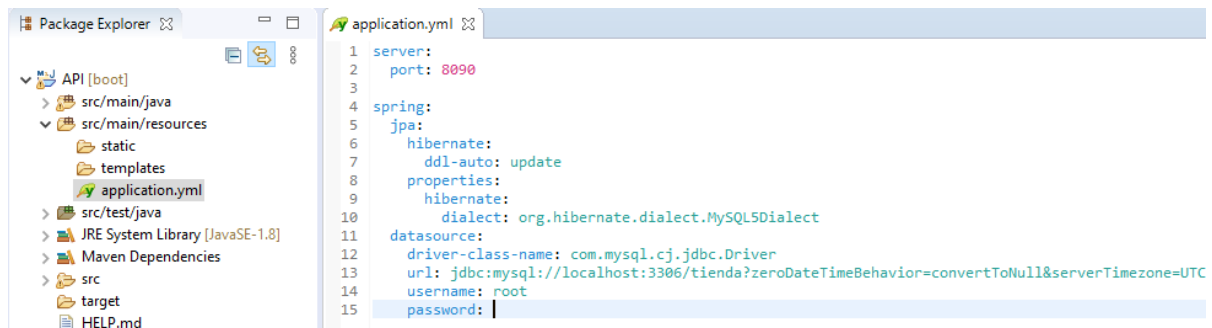 Package Explorer
API [boot]
src/main/java
src/main/resources
static
templates
application.yml
src/test/java
JRE System Library [JavaSE-1.8]
Maven Dependencies
src
target
HELP.md
application.yml
1 server:
2   port: 8090
3
4 spring:
5   jpa:
6     hibernate:
7       ddl-auto: update
8     properties:
9       hibernate:
10         dialect: org.hibernate.dialect.MySQL5Dialect
11   datasource:
12     driver-class-name: com.mysql.cj.jdbc.Driver
13     url: jdbc:mysql://localhost:3306/tienda?zeroDateTimeBehavior=convertToNull&serverTimezone=UTC
14     username: root
15     password: